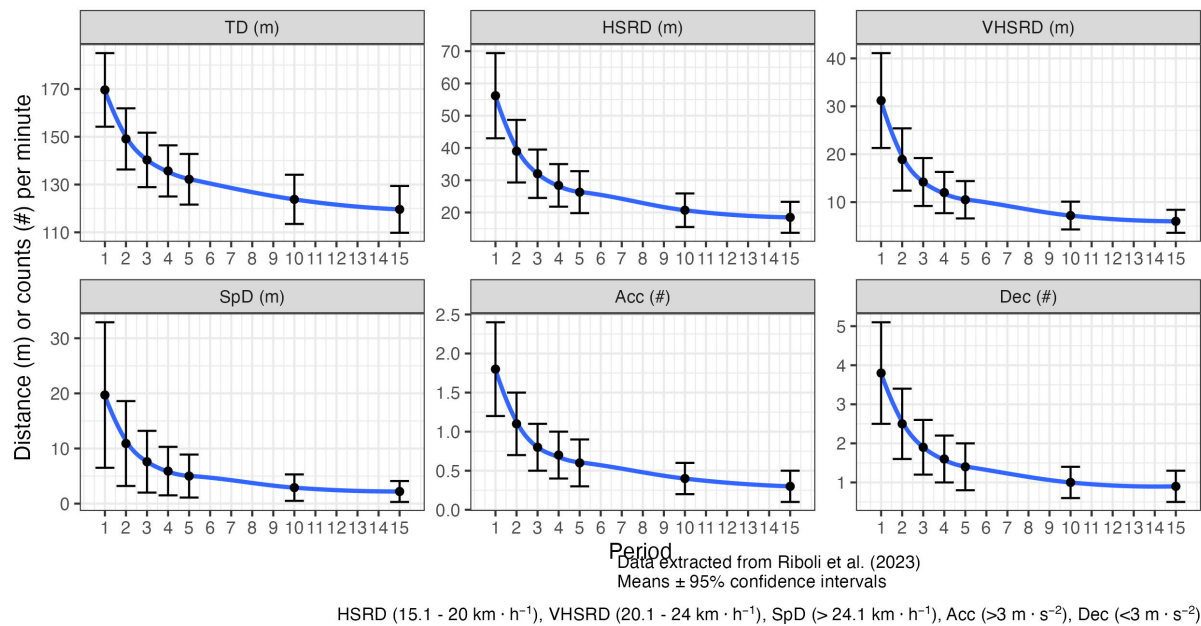 TD (m)
HSRD (m)
VHSRD (m)
Distance (m) or counts (#) per minute
170
150
130
110
70
60
50
40
30
20
40
30
20
10
1 2 3 4 5 6 7 8 9 10 11 12 13 14 15
1 2 3 4 5 6 7 8 9 10 11 12 13 14 15
1 2 3 4 5 6 7 8 9 10 11 12 13 14 15
SpD (m)
Acc (#)
Dec (#)
30
20
10
0
2.5
2.0
1.5
1.0
0.5
0.0
5
4
3
2
1
1 2 3 4 5 6 7 8 9 10 11 12 13 14 15
1 2 3 4 5 6 7 8 9 10 11 12 13 14 15
1 2 3 4 5 6 7 8 9 10 11 12 13 14 15
Period
Data extracted from Riboli et al. (2023)
Means ± 95% confidence intervals
HSRD (15.1 - 20 km · h⁻¹), VHSRD (20.1 - 24 km · h⁻¹), SpD (> 24.1 km · h⁻¹), Acc (>3 m · s⁻²), Dec (<3 m · s⁻²)